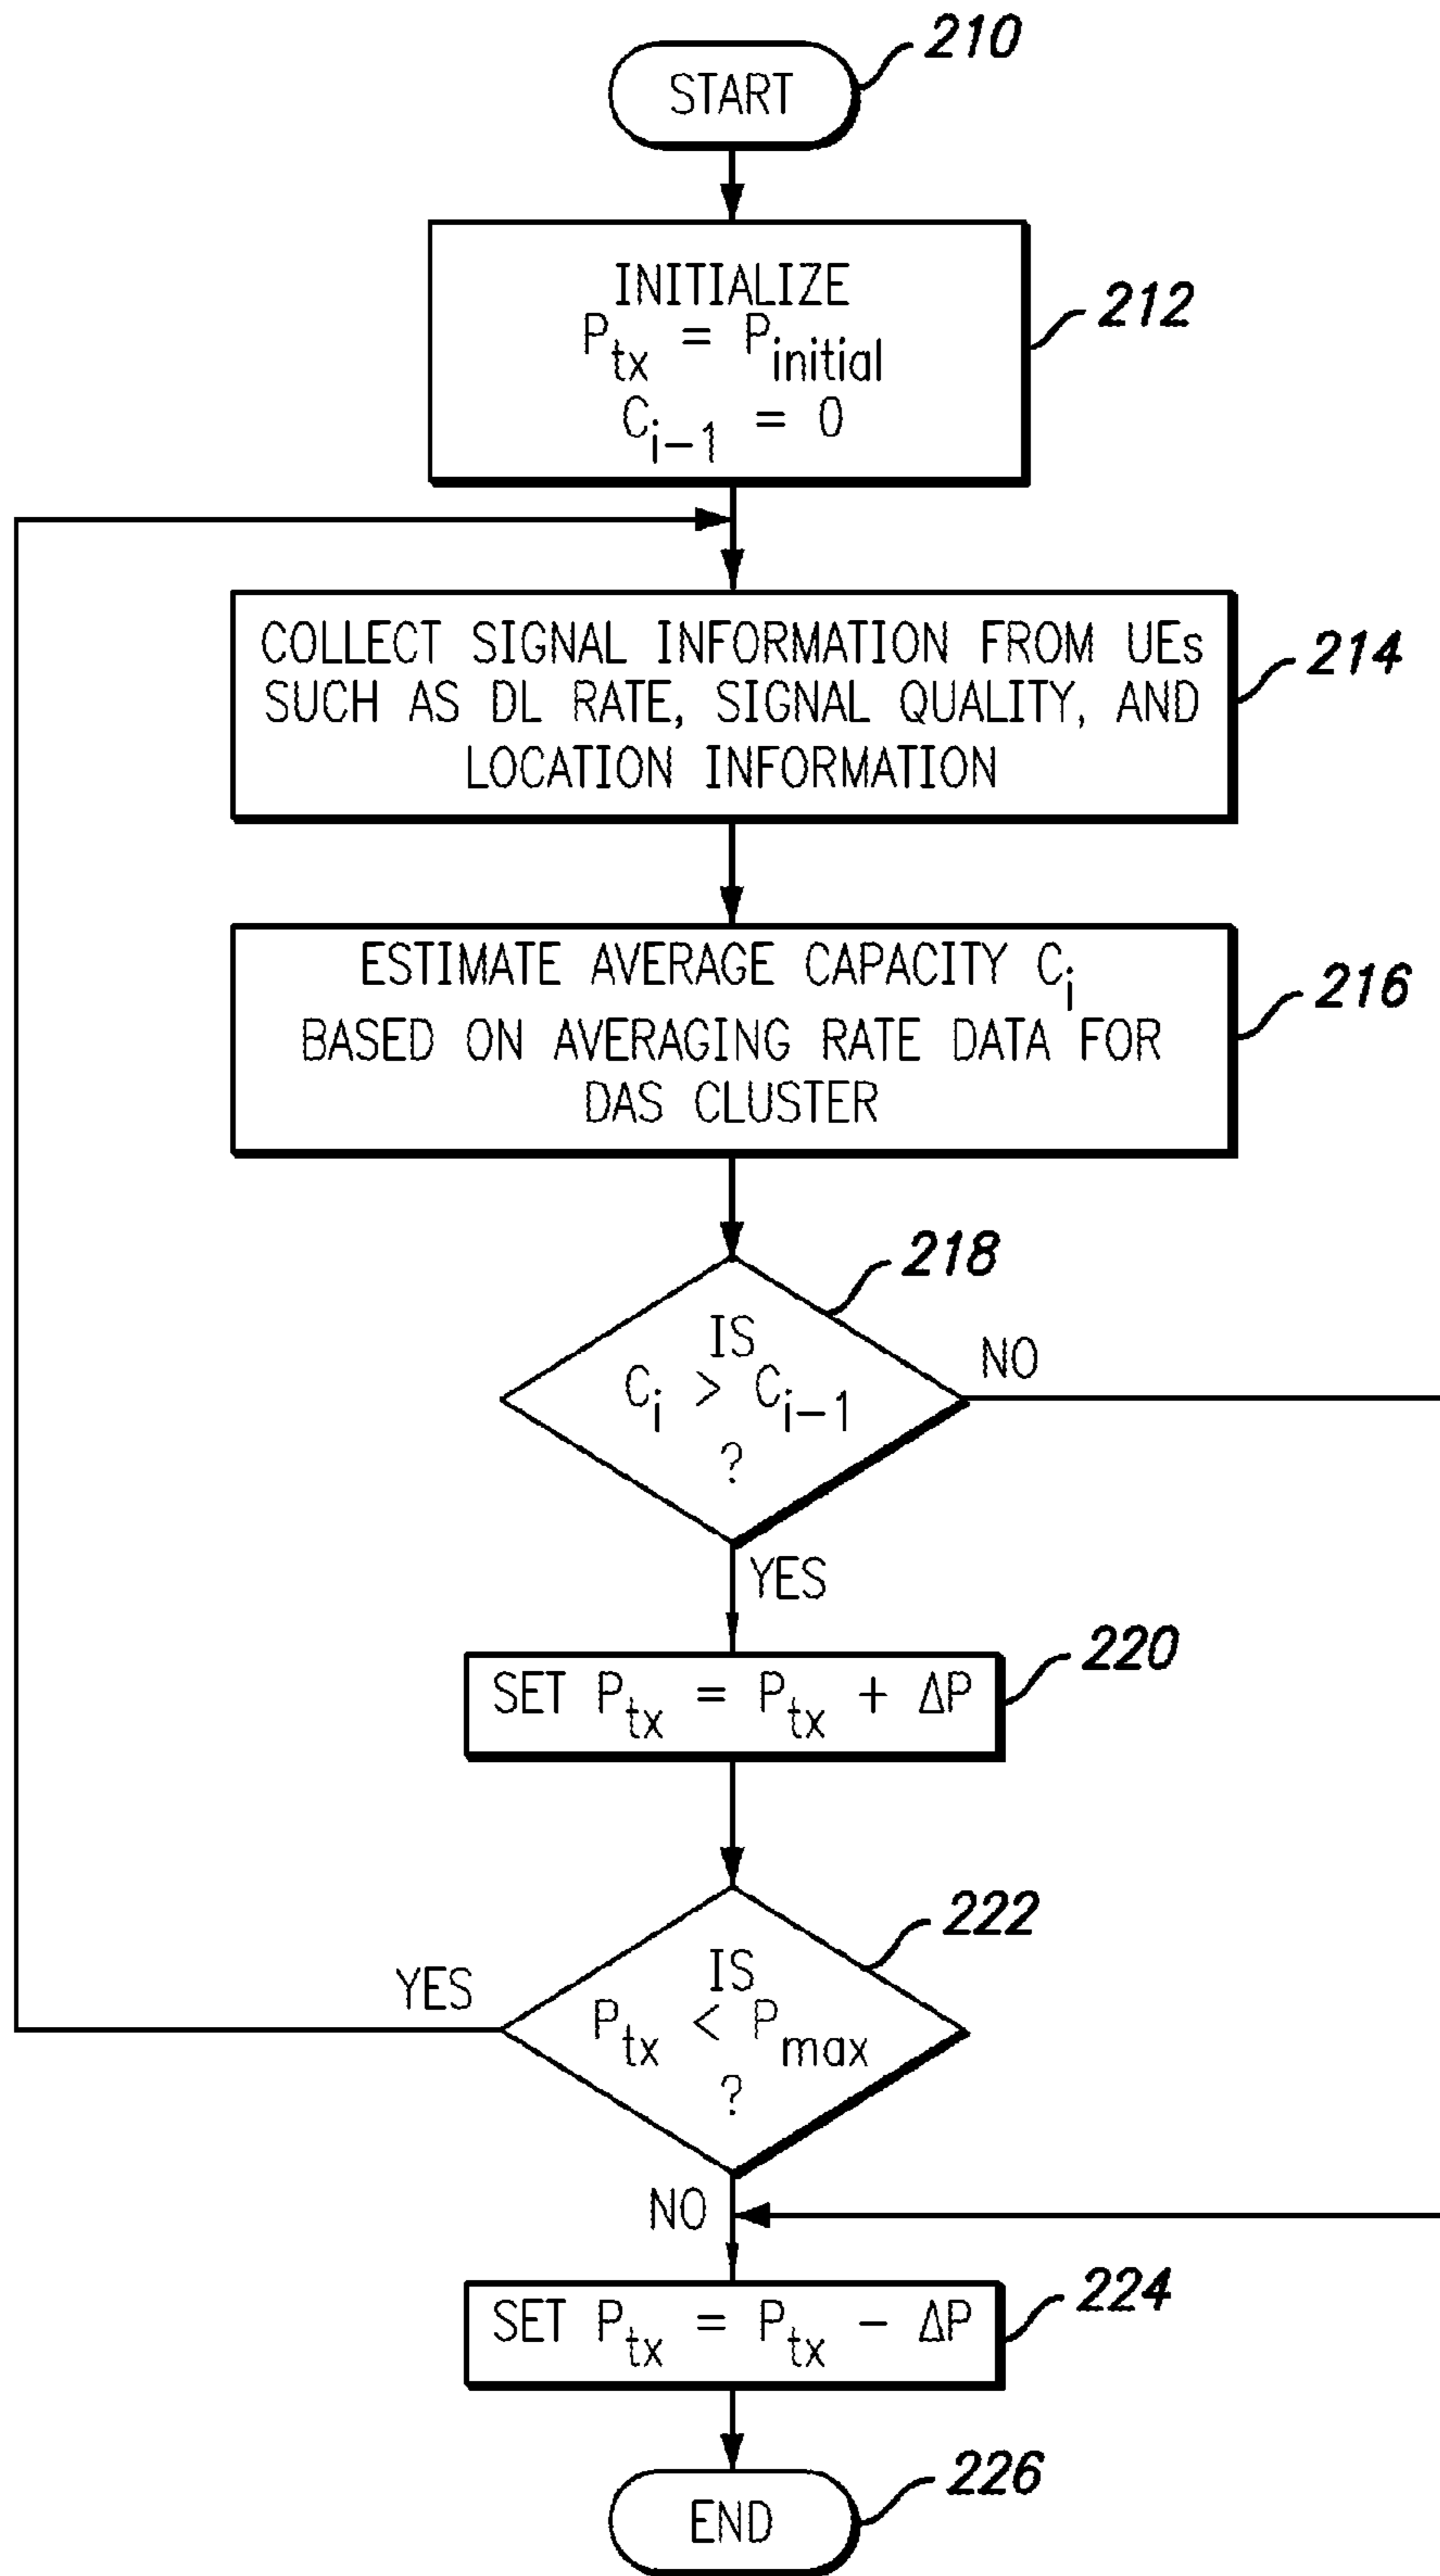 210
START
INITIALIZE
P_tx = P_initial
C_i-1 = 0
212
COLLECT SIGNAL INFORMATION FROM UEs
SUCH AS DL RATE, SIGNAL QUALITY, AND
LOCATION INFORMATION
214
ESTIMATE AVERAGE CAPACITY C_i
BASED ON AVERAGING RATE DATA FOR
DAS CLUSTER
216
218
IS
C_i > C_i-1
?
NO
YES
220
SET P_tx = P_tx + ΔP
222
IS
P_tx < P_max
?
YES
NO
224
SET P_tx = P_tx - ΔP
226
END